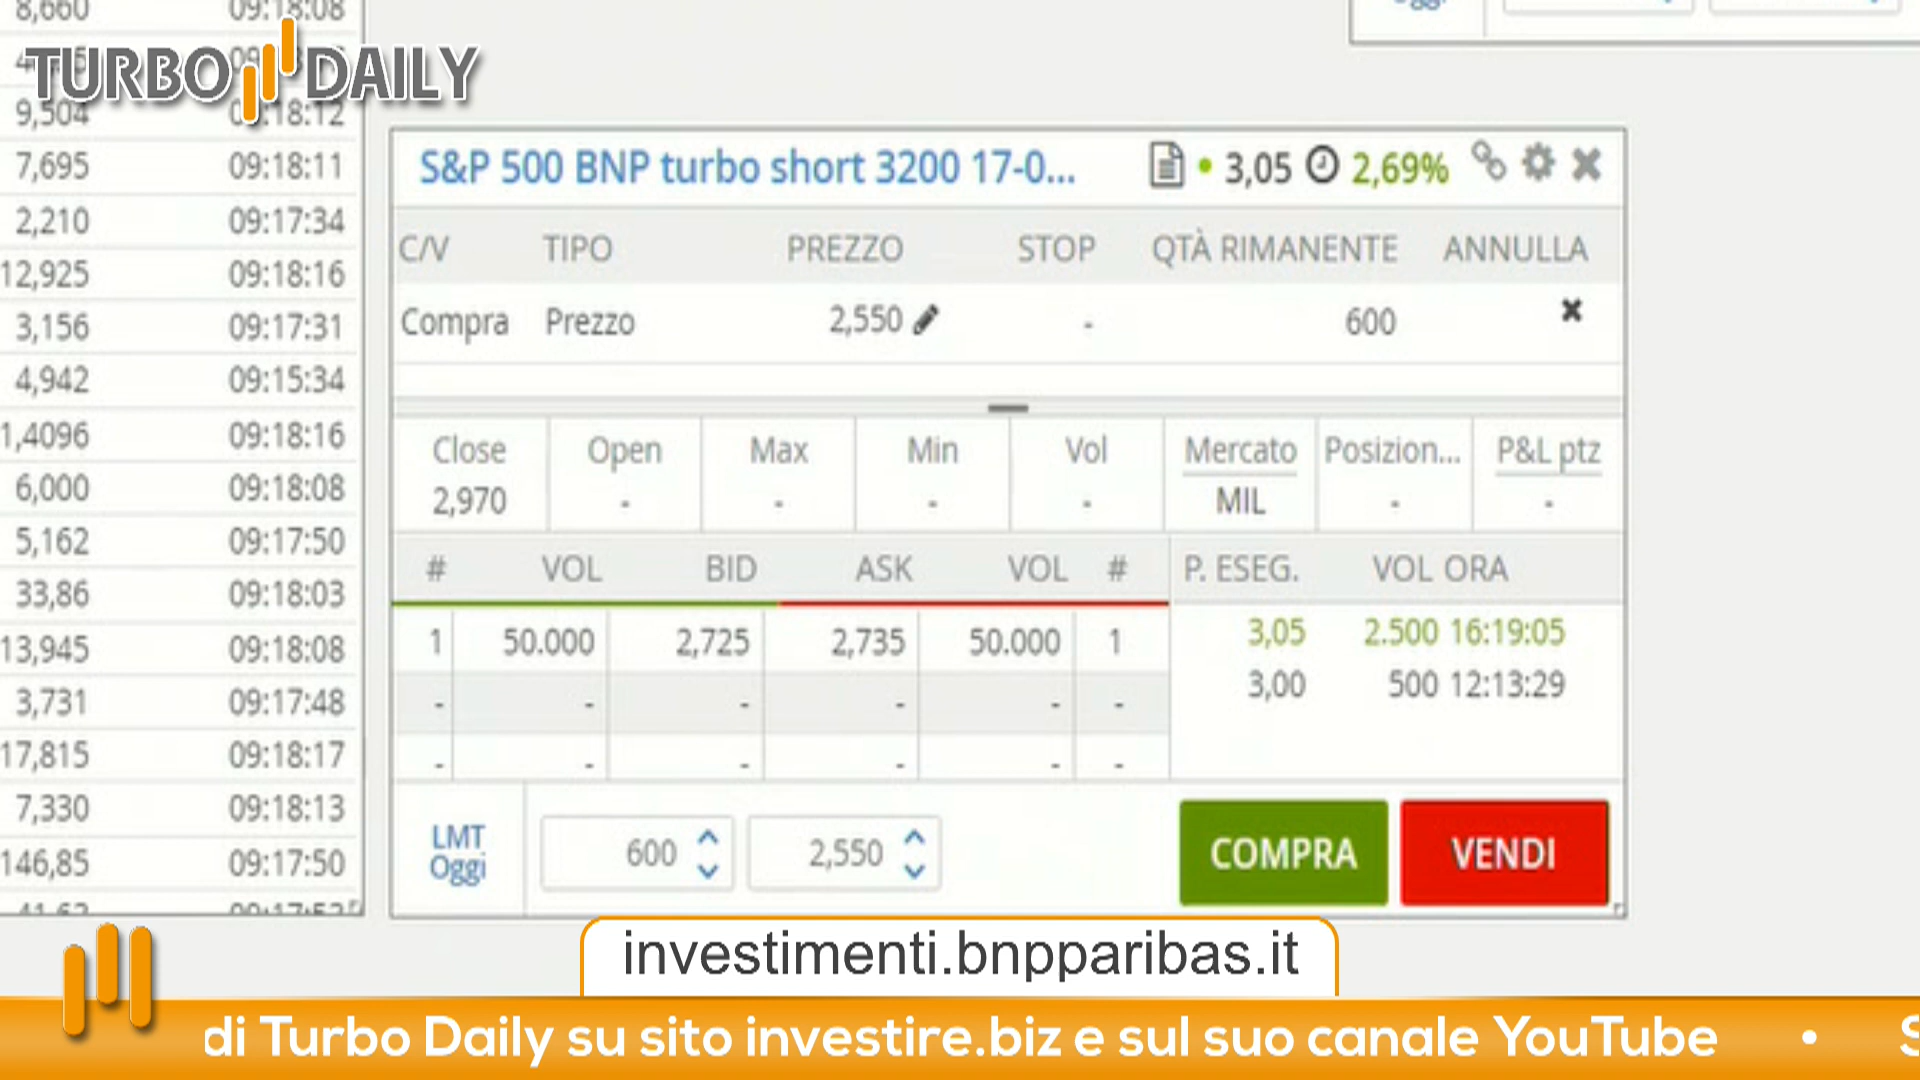 8,660 09:18:08
TURBO DAILY
9,504 09:18:12
7,695 09:18:11
2,210 09:17:34
12,925 09:18:16
3,156 09:17:31
4,942 09:15:34
1,4096 09:18:16
6,000 09:18:08
5,162 09:17:50
33,86 09:18:03
13,945 09:18:08
3,731 09:17:48
17,815 09:18:17
7,330 09:18:13
146,85 09:17:50
41,62 09:17:52
Oggi
S&P 500 BNP turbo short 3200 17-0... 3,05 2,69%
C/V TIPO PREZZO STOP QTÀ RIMANENTE ANNULLA
Compra Prezzo 2,550 - 600
Close Open Max Min Vol Mercato Posizion... P&L ptz
2,970 - - - - MIL - -
# VOL BID ASK VOL # P. ESEG. VOL ORA
1 50.000 2,725 2,735 50.000 1 3,05 2.500 16:19:05
- - - - - - 3,00 500 12:13:29
- - - - - -
LMT
Oggi
600 2,550 COMPRA VENDI
investimenti.bnpparibas.it
di Turbo Daily su sito investire.biz e sul suo canale YouTube • S